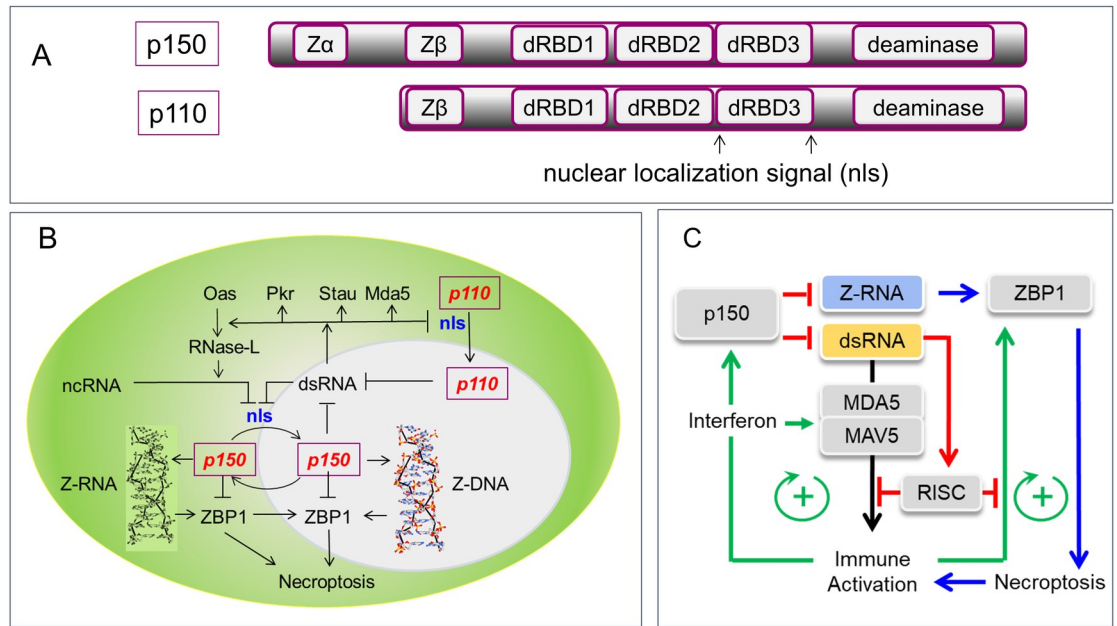 A
p150
Zα
Zβ
dRBD1
dRBD2
dRBD3
deaminase
p110
Zβ
dRBD1
dRBD2
dRBD3
deaminase
nuclear localization signal (nls)
B
Oas
Pkr
Stau
Mda5
p110
nls
RNase-L
ncRNA
dsRNA
p110
nls
p150
p150
Z-RNA
Z-DNA
ZBP1
ZBP1
Necroptosis
C
p150
Z-RNA
ZBP1
dsRNA
MDA5
Interferon
MAV5
+
RISC
+
Immune
Activation
Necroptosis